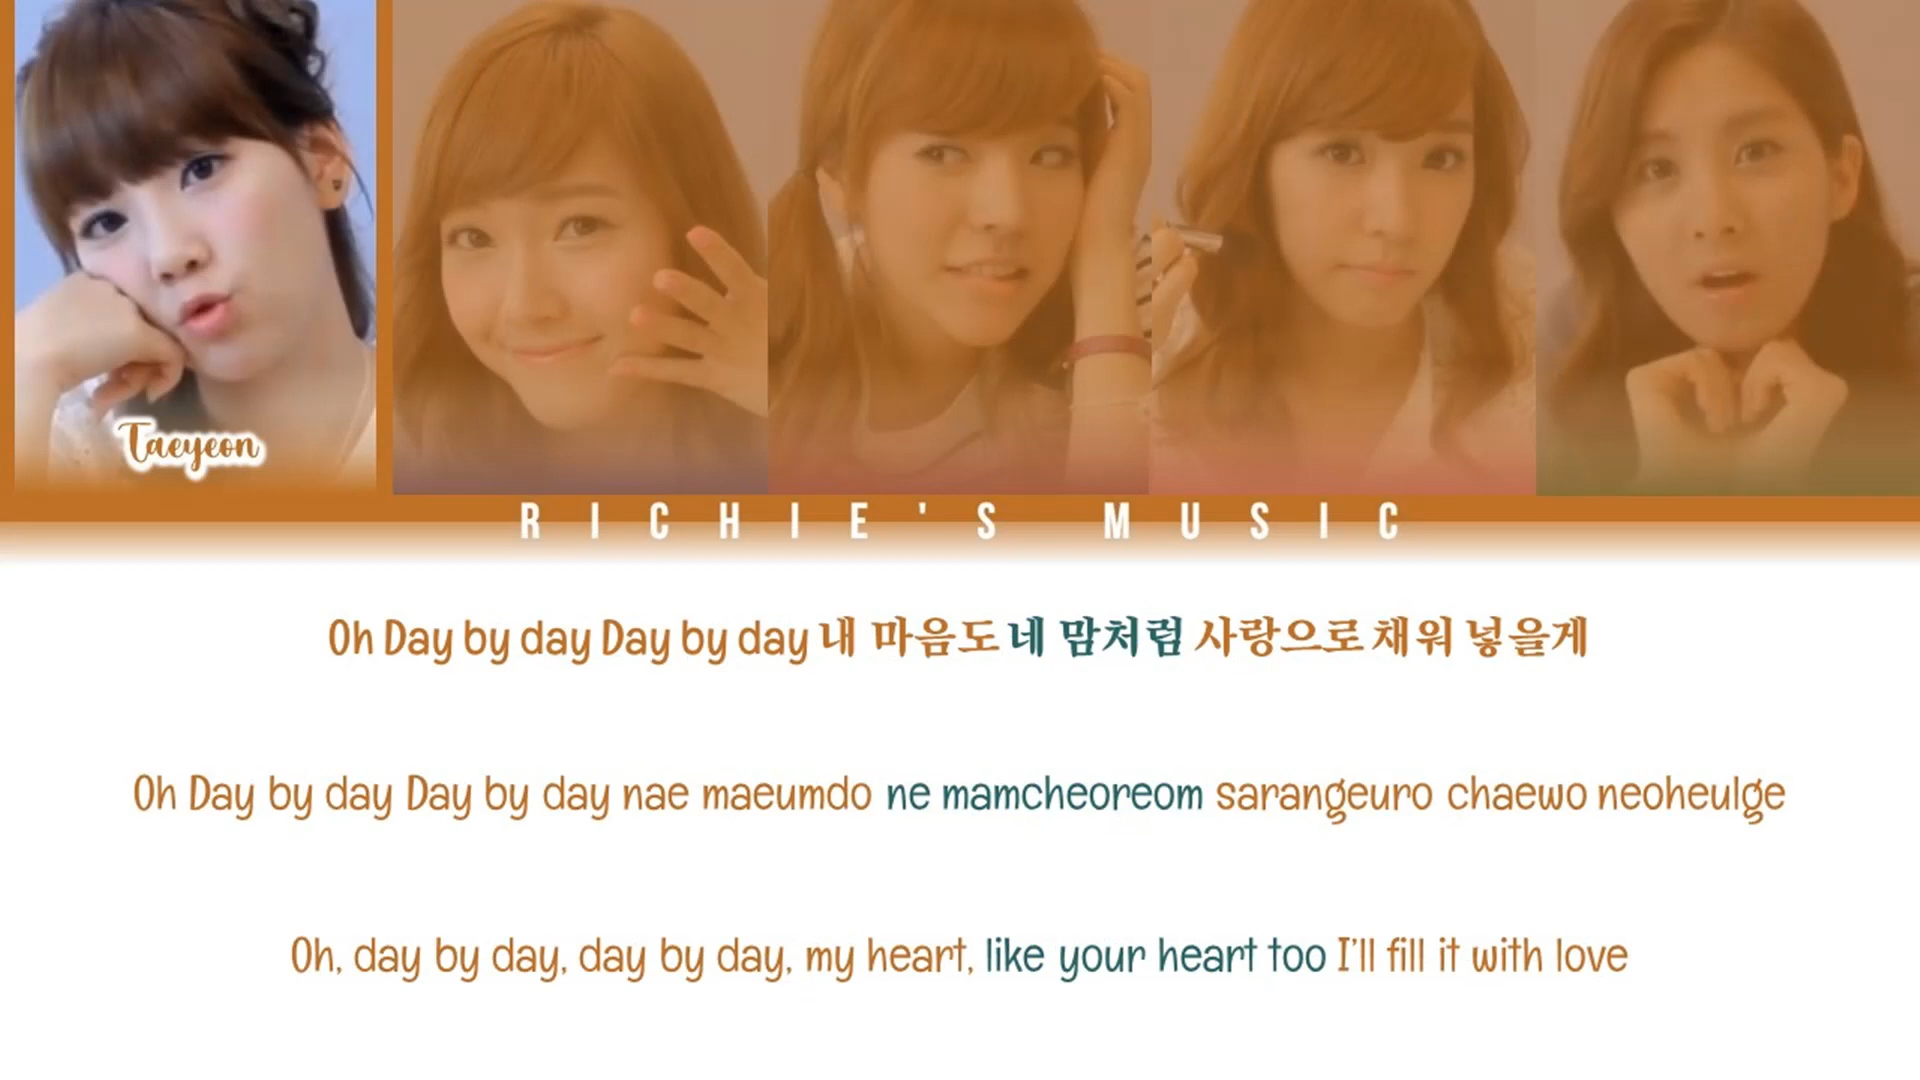 Taeyeon
RICHIE'S MUSIC
Oh Day by day Day by day 내 마음도 네 맘처럼 사랑으로 채워 넣을게
Oh Day by day Day by day nae maeumdo ne mamcheoreom sarangeuro chaewo neoheulge
Oh, day by day, day by day, my heart, like your heart too I'll fill it with love